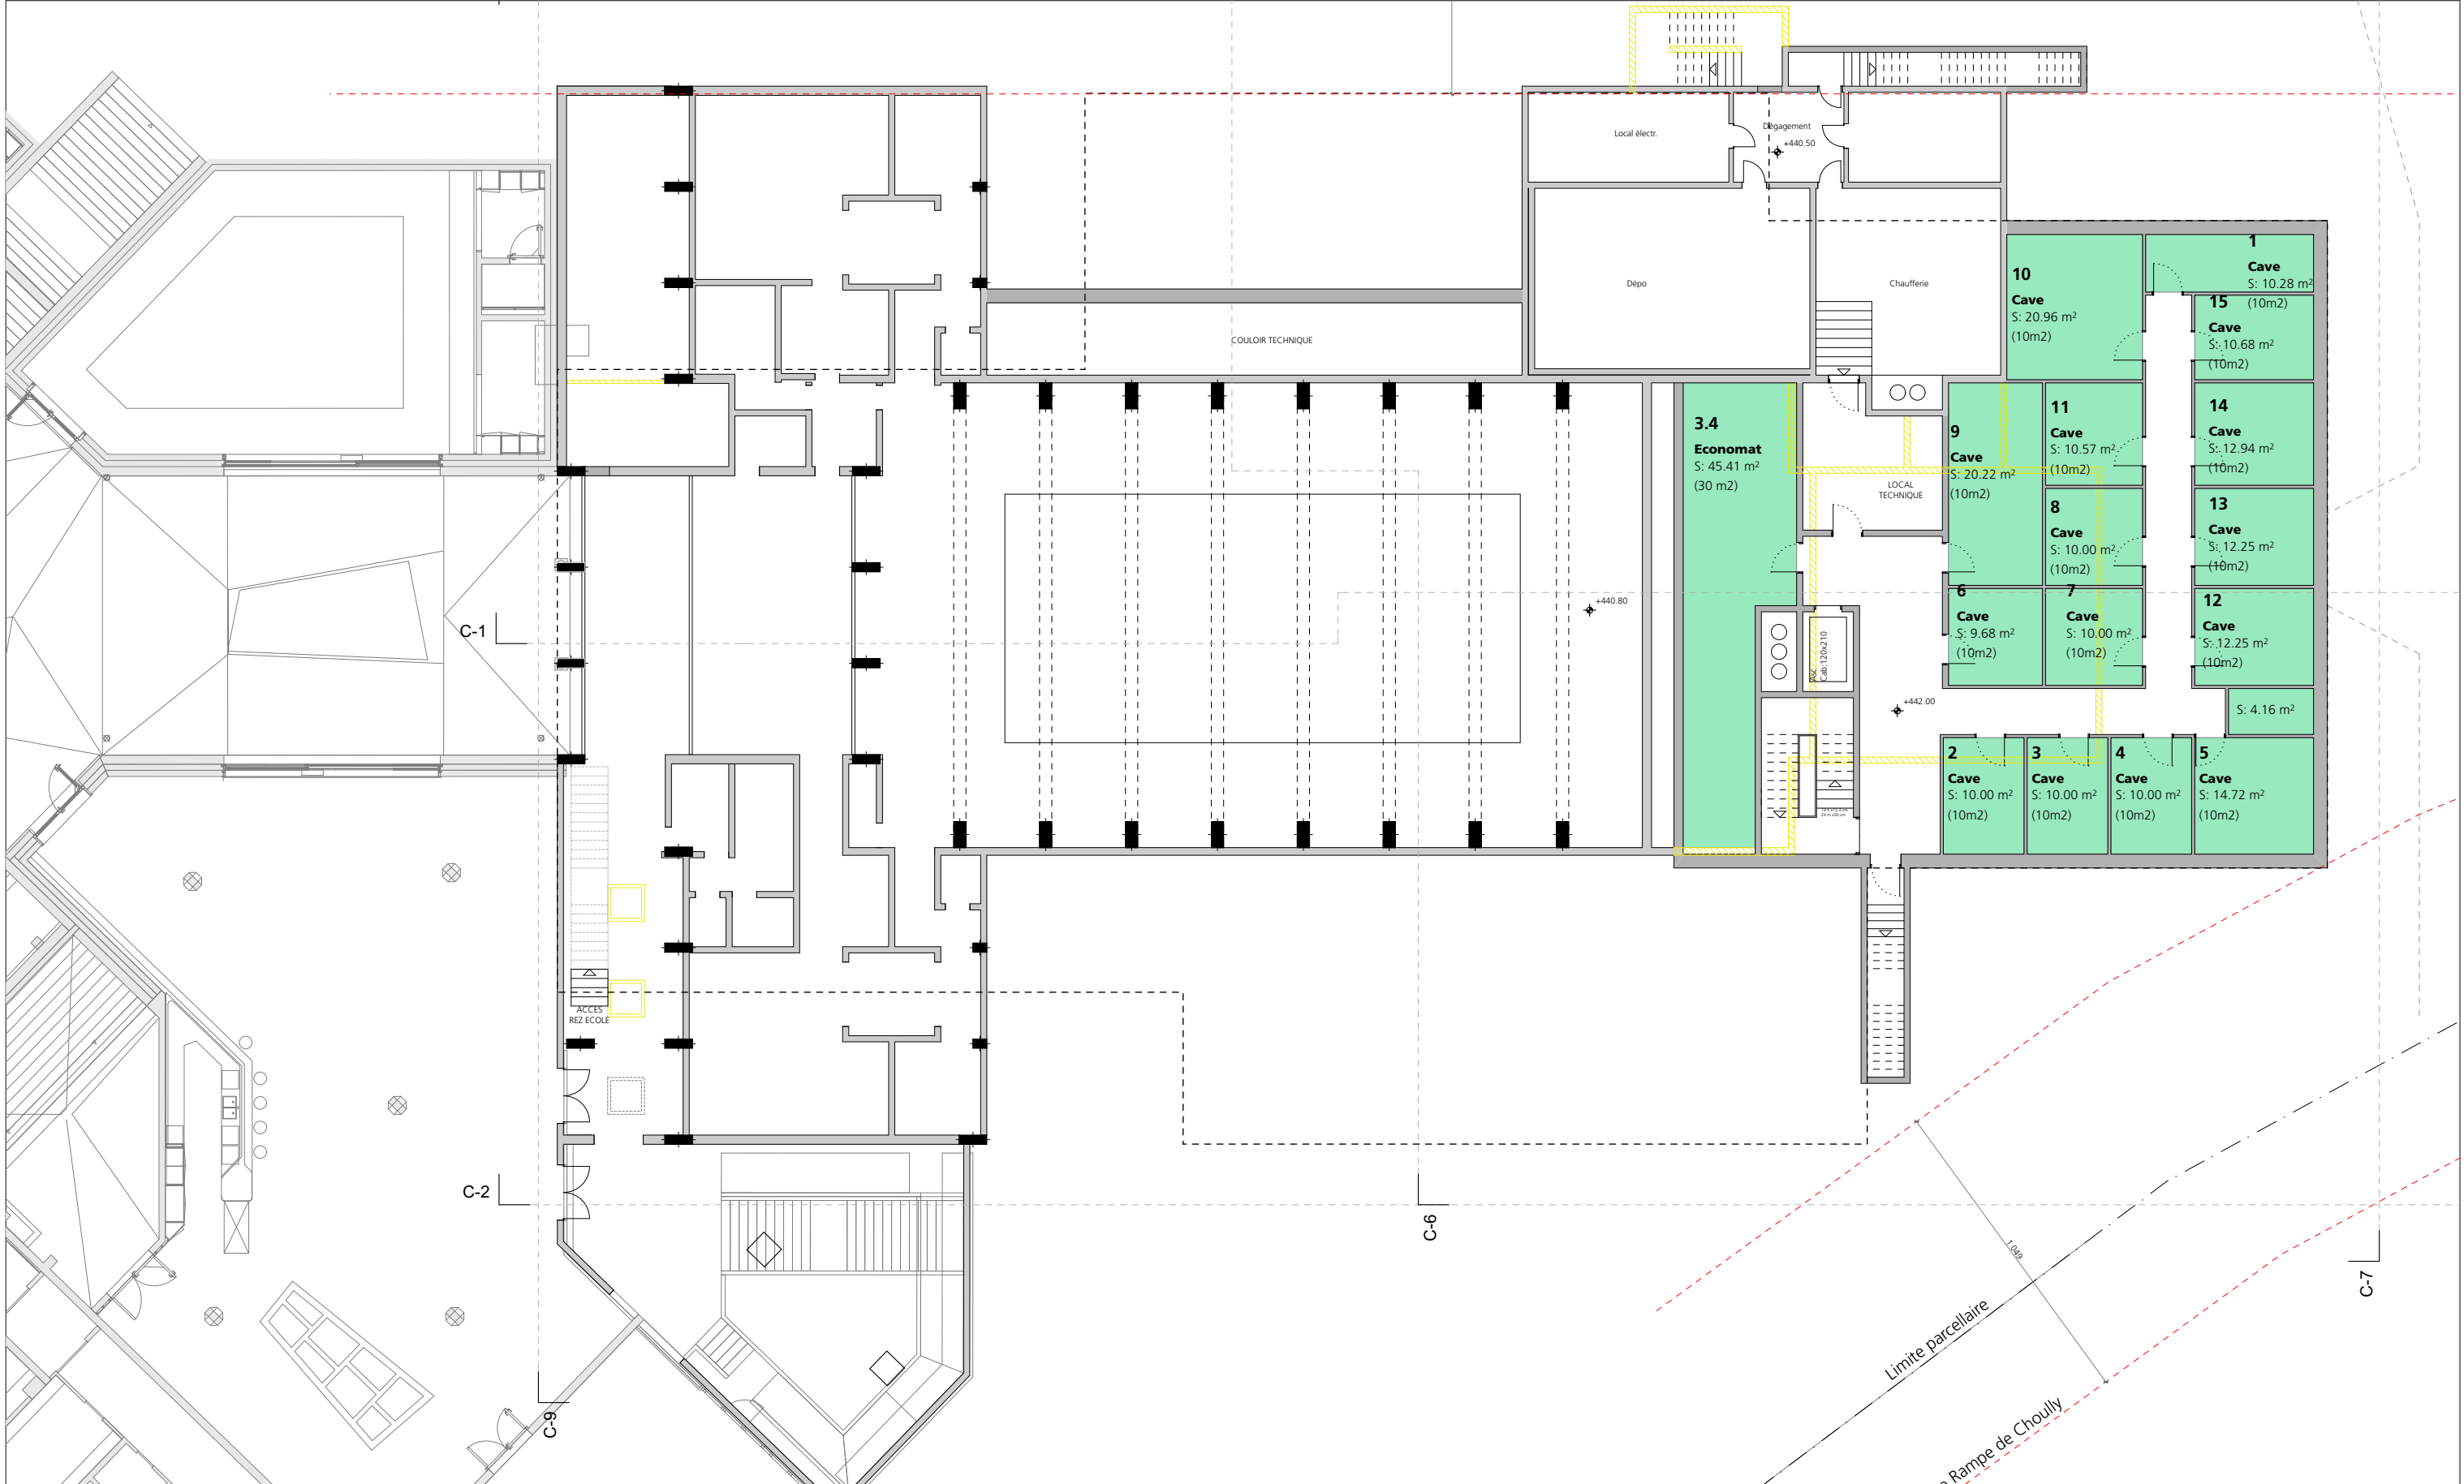 Local électr.
Dégagement
+440.50
Dépo
Chaufferie
COULOIR TECHNIQUE
10
Cave
S: 20.96 m²
(10m2)
1
Cave
S: 10.28 m²
(10m2)
15
Cave
S: 10.68 m²
(10m2)
3.4
Economat
S: 45.41 m²
(30 m2)
9
Cave
S: 20.22 m²
(10m2)
11
Cave
S: 10.57 m²
(10m2)
14
Cave
S: 12.94 m²
(10m2)
LOCAL
TECHNIQUE
8
Cave
S: 10.00 m²
(10m2)
13
Cave
S: 12.25 m²
(10m2)
6
Cave
S: 9.68 m²
(10m2)
7
Cave
S: 10.00 m²
(10m2)
12
Cave
S: 12.25 m²
(10m2)
+440.80
C-1
Asc
Cab:120x210
+442.00
S: 4.16 m²
2
Cave
S: 10.00 m²
(10m2)
3
Cave
S: 10.00 m²
(10m2)
4
Cave
S: 10.00 m²
(10m2)
5
Cave
S: 14.72 m²
(10m2)
ACCES
REZ ECOLE
C-2
C-6
C-7
C-9
1.049
Limite parcellaire
Rampe de Choully